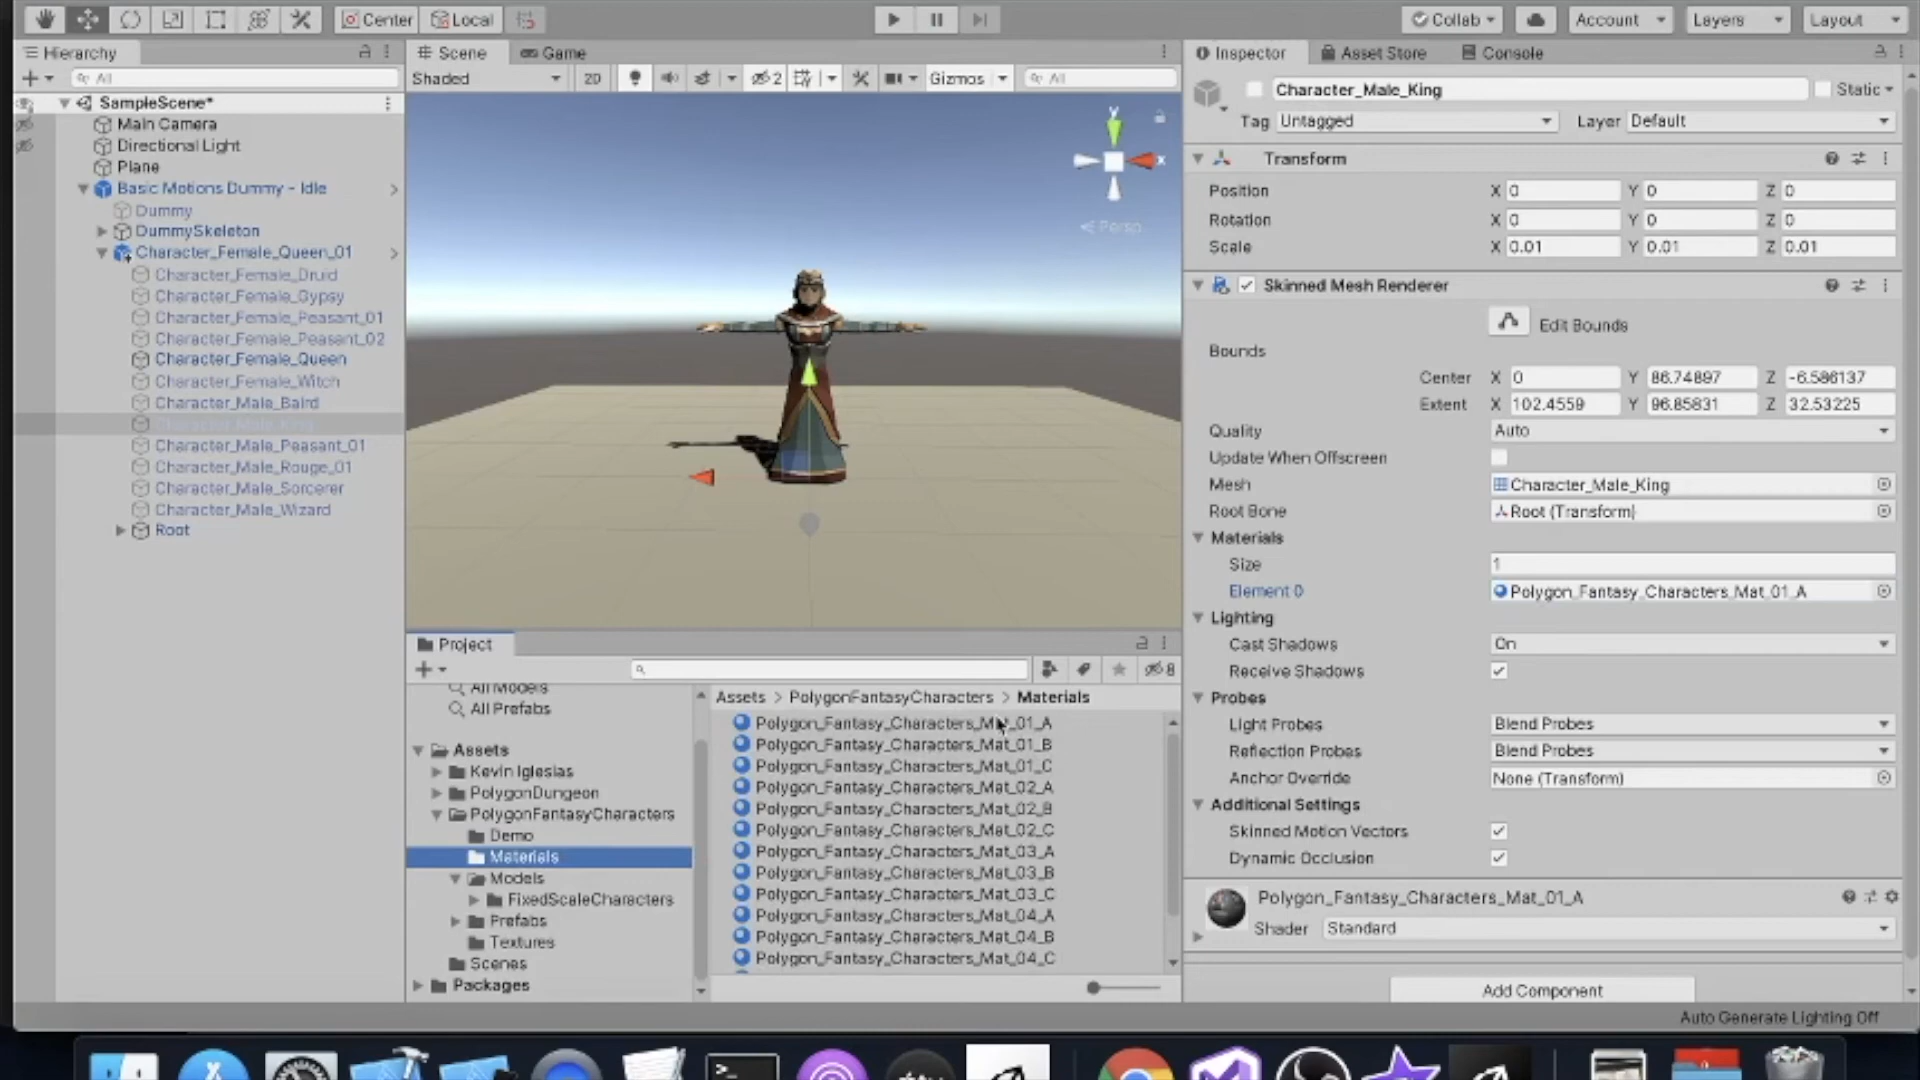 Center
Local
Collab
Account
Layers
Layout
Hierarchy
Scene
Game
Inspector
Asset Store
Console
All
Shaded
2D
2
Gizmos
All
Character_Male_King
Static
SampleScene*
Tag Untagged
Layer Default
Main Camera
Directional Light
Plane
Basic Motions Dummy - Idle
Dummy
DummySkeleton
Character_Female_Queen_01
Character_Female_Druid
Character_Female_Gypsy
Character_Female_Peasant_01
Character_Female_Peasant_02
Character_Female_Queen
Character_Female_Witch
Character_Male_Baird
Character_Male_King
Character_Male_Peasant_01
Character_Male_Rouge_01
Character_Male_Sorcerer
Character_Male_Wizard
Root
y
x
Persp
Transform
Position X 0 Y 0 Z 0
Rotation X 0 Y 0 Z 0
Scale X 0.01 Y 0.01 Z 0.01
Skinned Mesh Renderer
Edit Bounds
Bounds
Center X 0 Y 86.74897 Z -6.586137
Extent X 102.4559 Y 96.85831 Z 32.53225
Quality Auto
Update When Offscreen
Mesh Character_Male_King
Root Bone Root (Transform)
Materials
Size 1
Element 0 Polygon_Fantasy_Characters_Mat_01_A
Lighting
Cast Shadows On
Receive Shadows
Probes
Light Probes Blend Probes
Reflection Probes Blend Probes
Anchor Override None (Transform)
Additional Settings
Skinned Motion Vectors
Dynamic Occlusion
Polygon_Fantasy_Characters_Mat_01_A
Shader Standard
Add Component
Project
8
All Models
All Prefabs
Assets
Kevin Iglesias
PolygonDungeon
PolygonFantasyCharacters
Demo
Materials
Models
FixedScaleCharacters
Prefabs
Textures
Scenes
Packages
Assets > PolygonFantasyCharacters > Materials
Polygon_Fantasy_Characters_Mat_01_A
Polygon_Fantasy_Characters_Mat_01_B
Polygon_Fantasy_Characters_Mat_01_C
Polygon_Fantasy_Characters_Mat_02_A
Polygon_Fantasy_Characters_Mat_02_B
Polygon_Fantasy_Characters_Mat_02_C
Polygon_Fantasy_Characters_Mat_03_A
Polygon_Fantasy_Characters_Mat_03_B
Polygon_Fantasy_Characters_Mat_03_C
Polygon_Fantasy_Characters_Mat_04_A
Polygon_Fantasy_Characters_Mat_04_B
Polygon_Fantasy_Characters_Mat_04_C
Auto Generate Lighting Off
>_